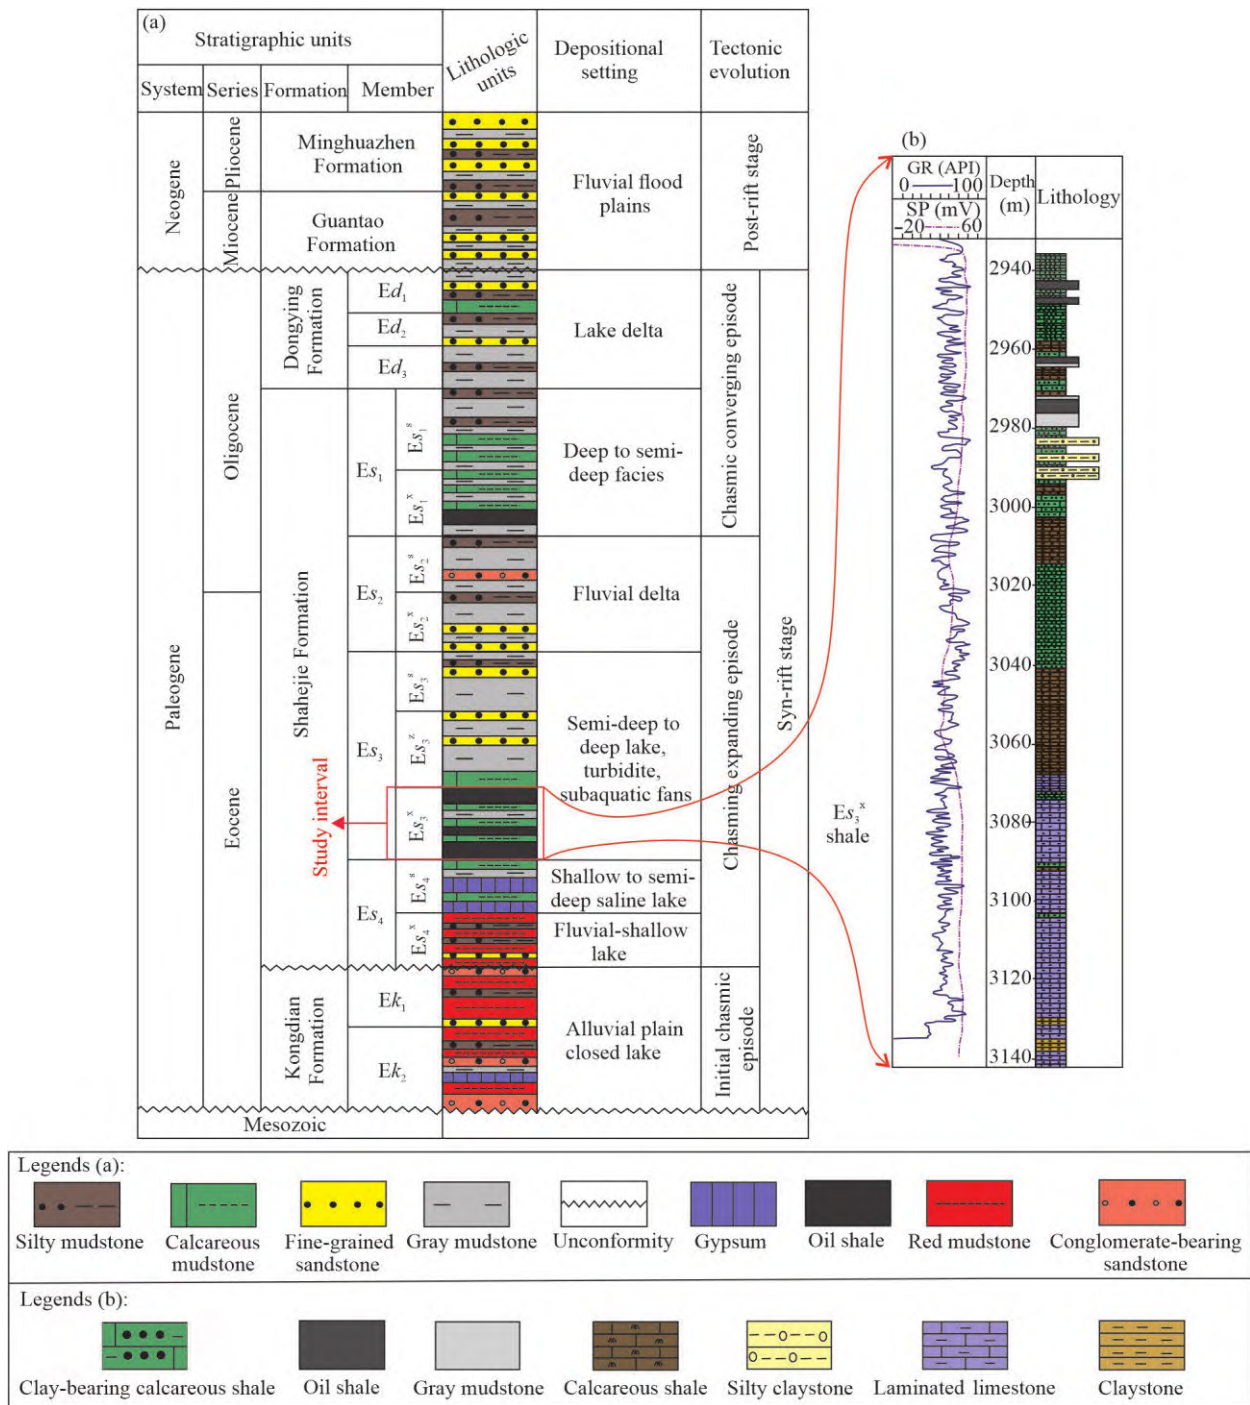 (a)
Stratigraphic units
Lithologic units
Depositional setting
Tectonic evolution
System
Series
Formation
Member
Neogene
Pliocene
Miocene
Minghuazhen Formation
Guantao Formation
Fluvial flood plains
Post-rift stage
Paleogene
Oligocene
Eocene
Dongying Formation
Ed1
Ed2
Ed3
Lake delta
Shahejie Formation
Es1
Es1s
Es1x
Deep to semi-deep facies
Chasmic converging episode
Es2
Es2s
Es2x
Fluvial delta
Es3
Es3s
Es3z
Es3x
Semi-deep to deep lake, turbidite, subaquatic fans
Chasming expanding episode
Syn-rift stage
Study interval
Es4
Es4s
Es4x
Shallow to semi-deep saline lake
Fluvial-shallow lake
Kongdian Formation
Ek1
Ek2
Alluvial plain closed lake
Initial chasmic episode
Mesozoic
(b)
GR (API)
0 100
SP (mV)
−20 60
Depth (m)
Lithology
2940
2960
2980
3000
3020
3040
3060
3080
3100
3120
3140
Es3x shale
Legends (a):
Silty mudstone
Calcareous mudstone
Fine-grained sandstone
Gray mudstone
Unconformity
Gypsum
Oil shale
Red mudstone
Conglomerate-bearing sandstone
Legends (b):
Clay-bearing calcareous shale
Oil shale
Gray mudstone
Calcareous shale
Silty claystone
Laminated limestone
Claystone